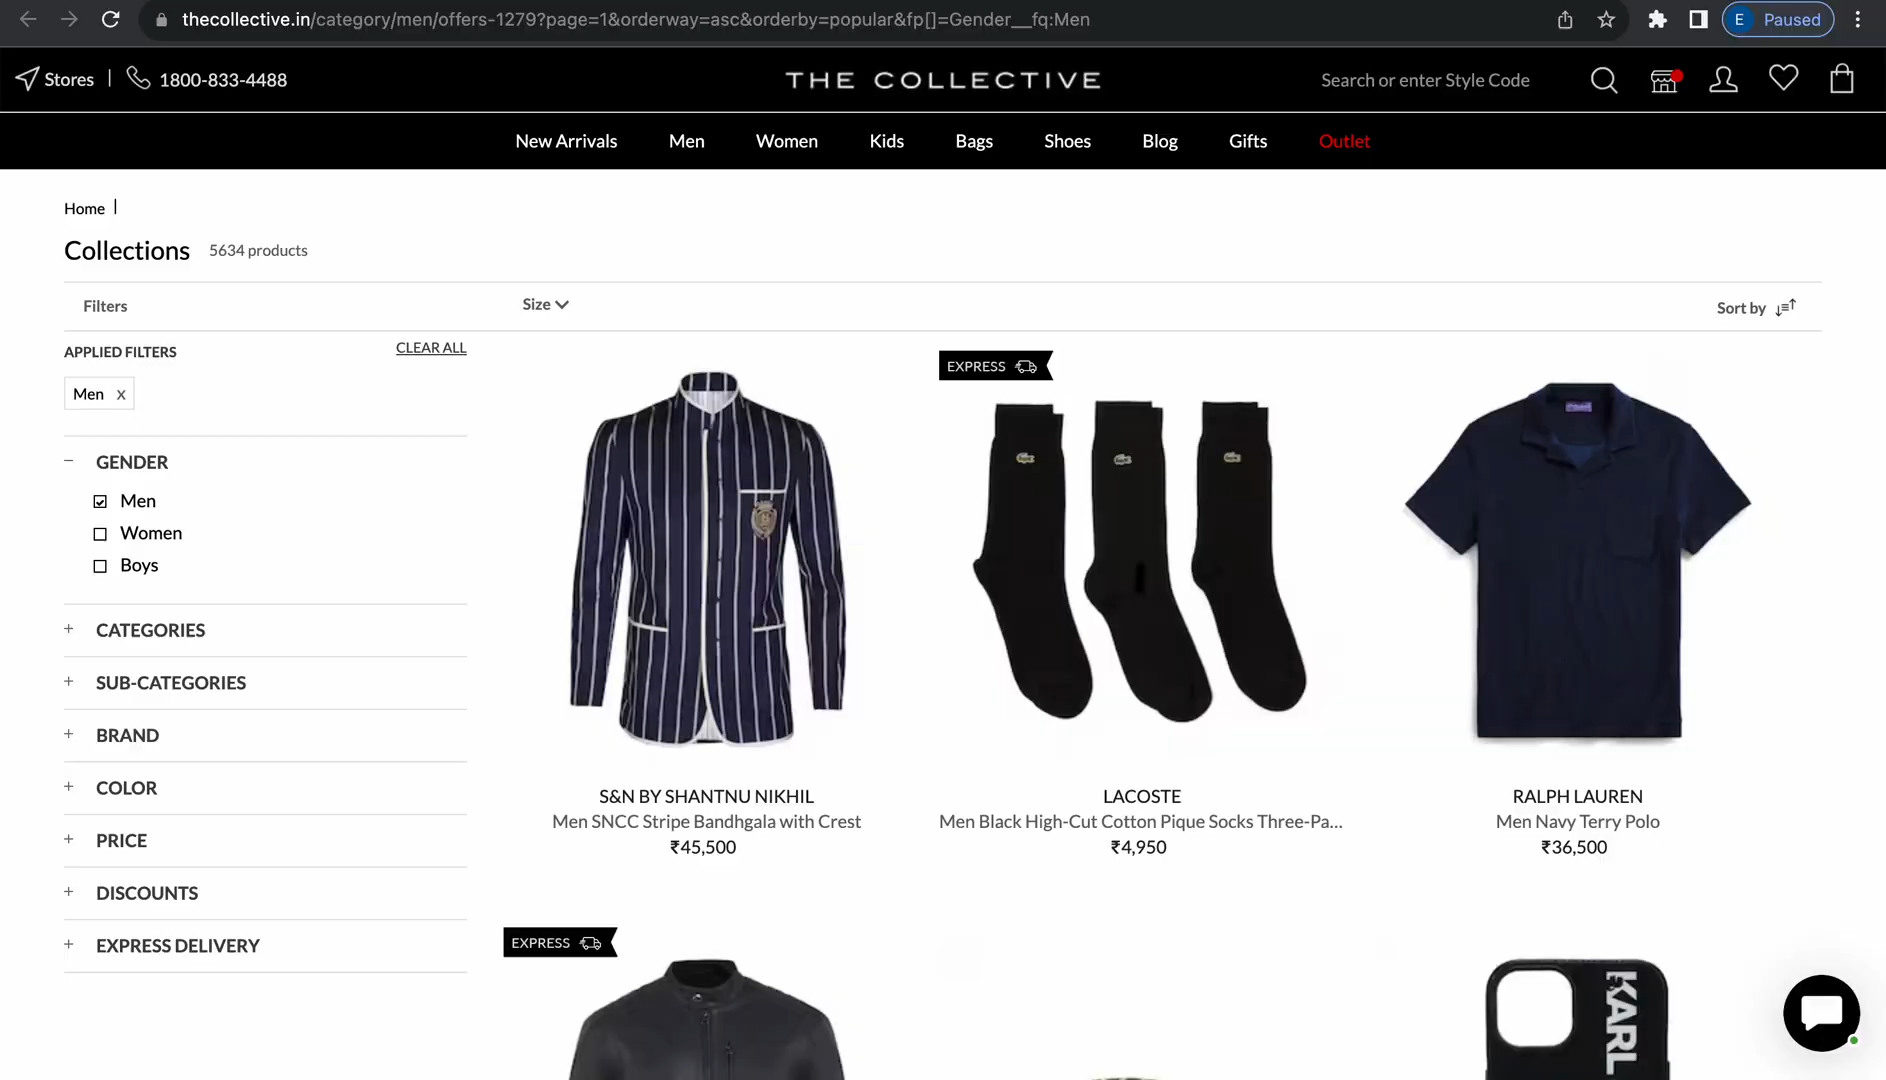 thecollective.in/category/men/offers-1279?page=1&orderway=asc&orderby=popular&fp[]=Gender__fq:Men
E Paused
Stores | 1800-833-4488
THE COLLECTIVE
Search or enter Style Code
New Arrivals Men Women Kids Bags Shoes Blog Gifts Outlet
Home |
Collections 5634 products
Filters
Size
Sort by
APPLIED FILTERS
CLEAR ALL
Men x
− GENDER
Men
Women
Boys
+ CATEGORIES
+ SUB-CATEGORIES
+ BRAND
+ COLOR
+ PRICE
+ DISCOUNTS
+ EXPRESS DELIVERY
S&N BY SHANTNU NIKHIL
Men SNCC Stripe Bandhgala with Crest
₹45,500
EXPRESS
LACOSTE
Men Black High-Cut Cotton Pique Socks Three-Pa...
₹4,950
RALPH LAUREN
Men Navy Terry Polo
₹36,500
EXPRESS
KARL